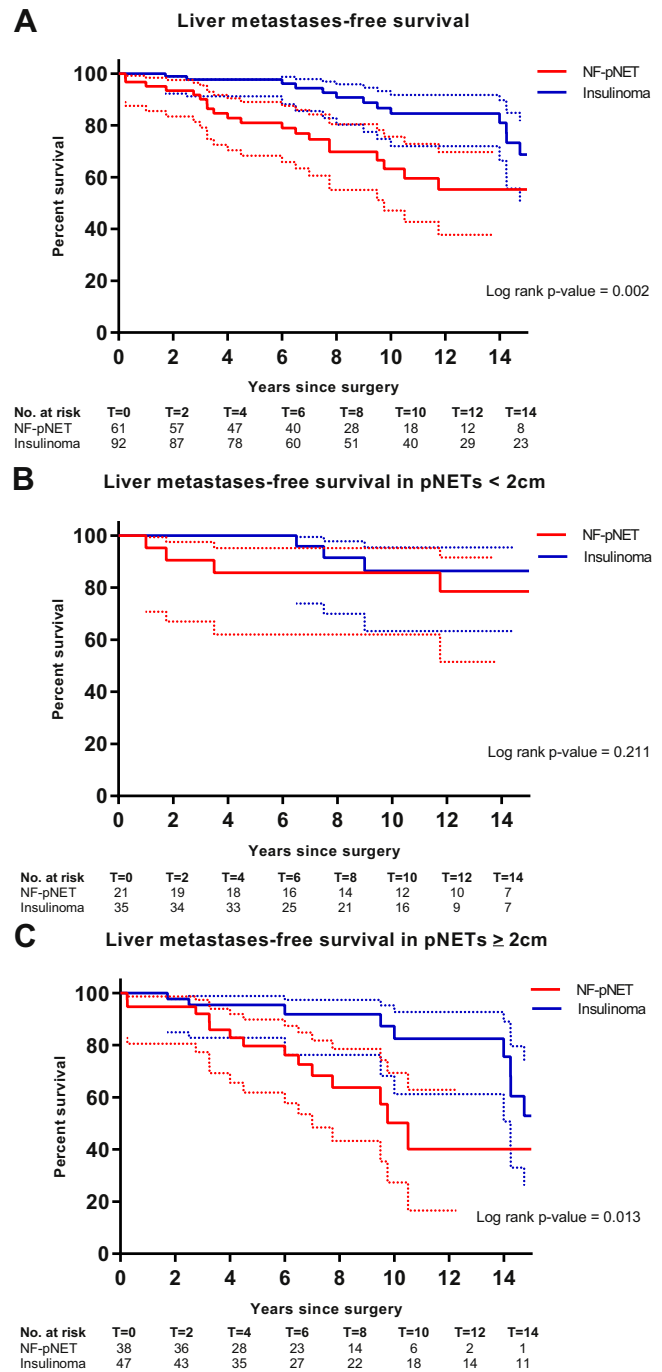 A
Liver metastases-free survival
NF-pNET
Insulinoma
100
80
60
40
20
0
Percent survival
Log rank p-value = 0.002
0 2 4 6 8 10 12 14
Years since surgery
No. at risk T=0 T=2 T=4 T=6 T=8 T=10 T=12 T=14
NF-pNET 61 57 47 40 28 18 12 8
Insulinoma 92 87 78 60 51 40 29 23
B
Liver metastases-free survival in pNETs < 2cm
NF-pNET
Insulinoma
100
80
60
40
20
0
Percent survival
Log rank p-value = 0.211
0 2 4 6 8 10 12 14
Years since surgery
No. at risk T=0 T=2 T=4 T=6 T=8 T=10 T=12 T=14
NF-pNET 21 19 18 16 14 12 10 7
Insulinoma 35 34 33 25 21 16 9 7
C
Liver metastases-free survival in pNETs ≥ 2cm
NF-pNET
Insulinoma
100
80
60
40
20
0
Percent survival
Log rank p-value = 0.013
0 2 4 6 8 10 12 14
Years since surgery
No. at risk T=0 T=2 T=4 T=6 T=8 T=10 T=12 T=14
NF-pNET 38 36 28 23 14 6 2 1
Insulinoma 47 43 35 27 22 18 14 11